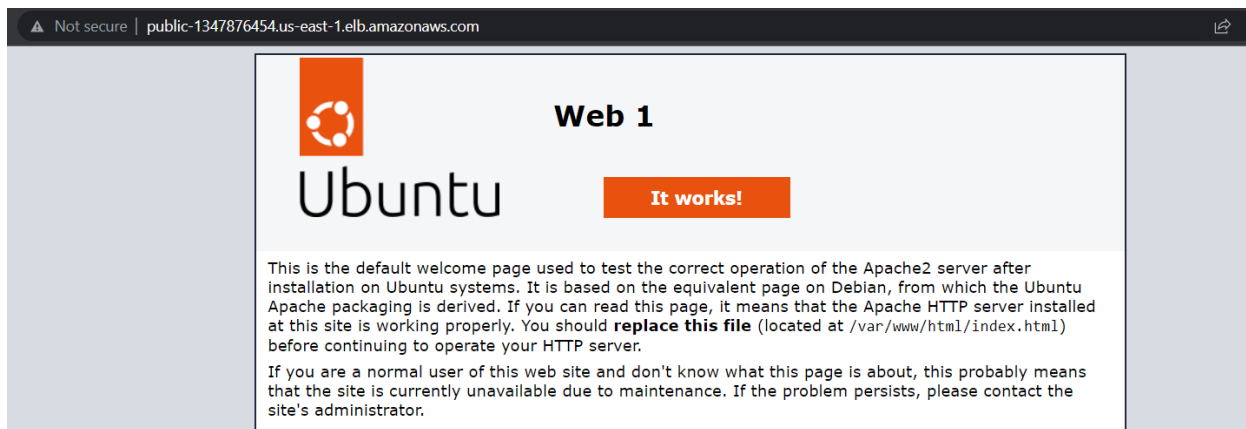 Not secure | public-1347876454.us-east-1.elb.amazonaws.com
Web 1
Ubuntu
It works!
This is the default welcome page used to test the correct operation of the Apache2 server after
installation on Ubuntu systems. It is based on the equivalent page on Debian, from which the Ubuntu
Apache packaging is derived. If you can read this page, it means that the Apache HTTP server installed
at this site is working properly. You should replace this file (located at /var/www/html/index.html)
before continuing to operate your HTTP server.
If you are a normal user of this web site and don't know what this page is about, this probably means
that the site is currently unavailable due to maintenance. If the problem persists, please contact the
site's administrator.